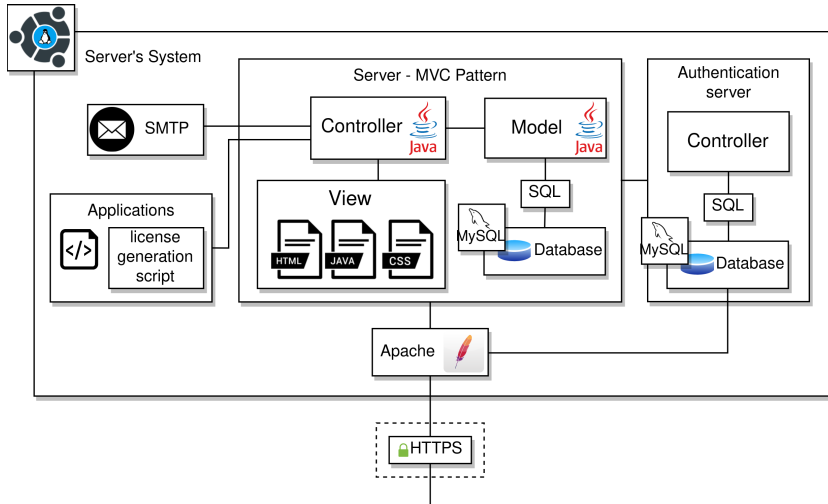 Server's System
Server - MVC Pattern
Authentication
server
SMTP
Controller
Java
Model
Java
Controller
Applications
license
generation
script
</>
View
HTML
JAVA
CSS
SQL
MySQL
Database
SQL
MySQL
Database
Apache
HTTPS